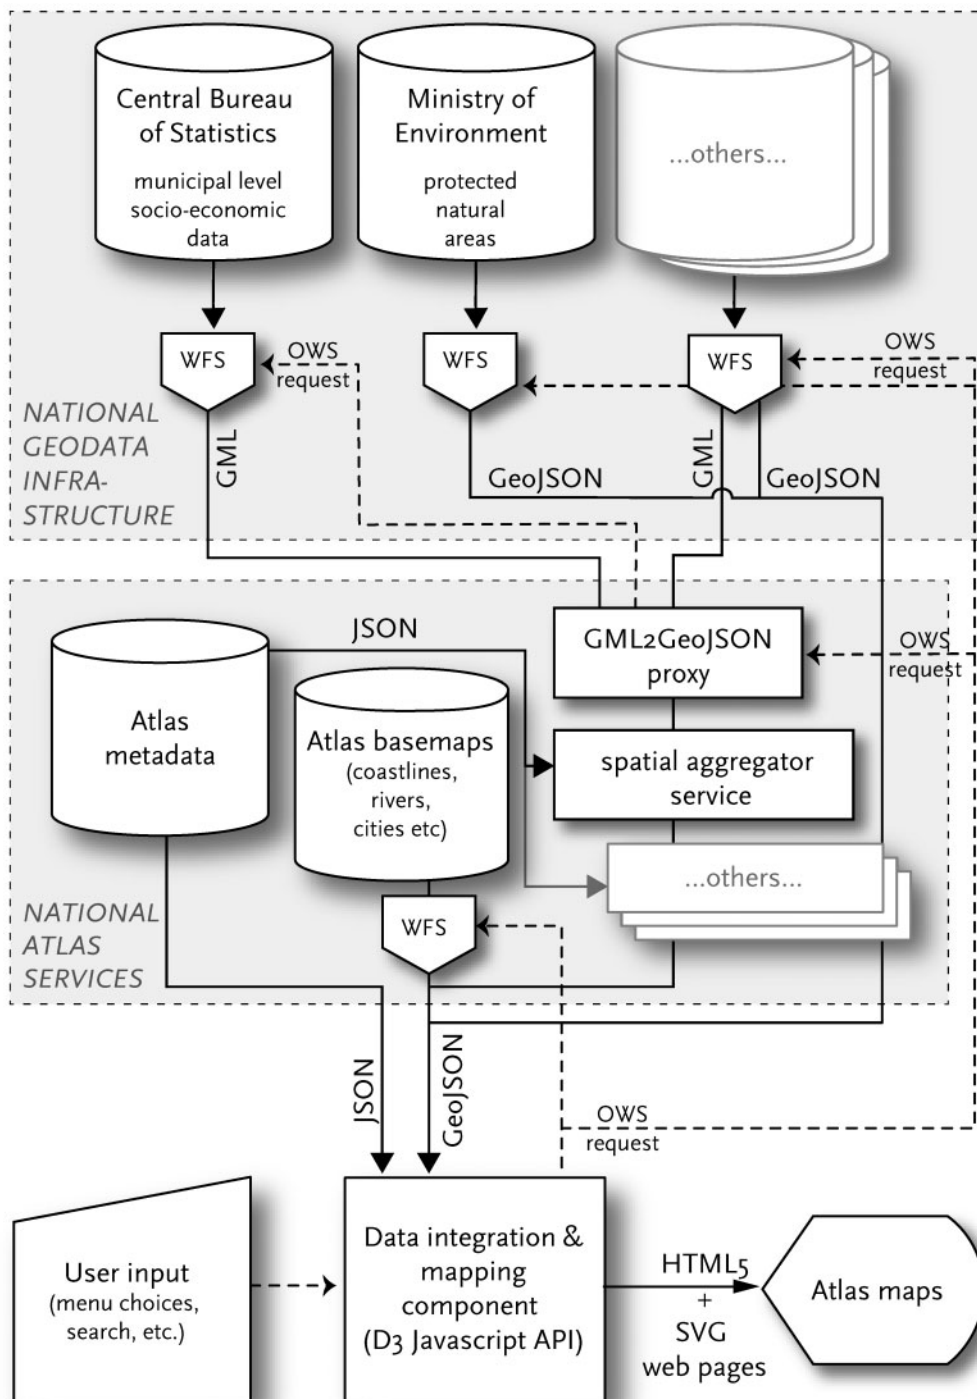 Central Bureau
of Statistics
municipal level
socio-economic
data
Ministry of
Environment
protected
natural
areas
...others...
WFS
OWS
request
WFS
WFS
OWS
request
NATIONAL
GEODATA
INFRA-
STRUCTURE
GML
GeoJSON
GML
GeoJSON
JSON
GML2GeoJSON
proxy
OWS
request
Atlas
metadata
Atlas basemaps
(coastlines,
rivers,
cities etc)
spatial aggregator
service
...others...
WFS
NATIONAL
ATLAS
SERVICES
JSON
GeoJSON
OWS
request
User input
(menu choices,
search, etc.)
Data integration &
mapping
component
(D3 Javascript API)
HTML5
+
SVG
web pages
Atlas maps